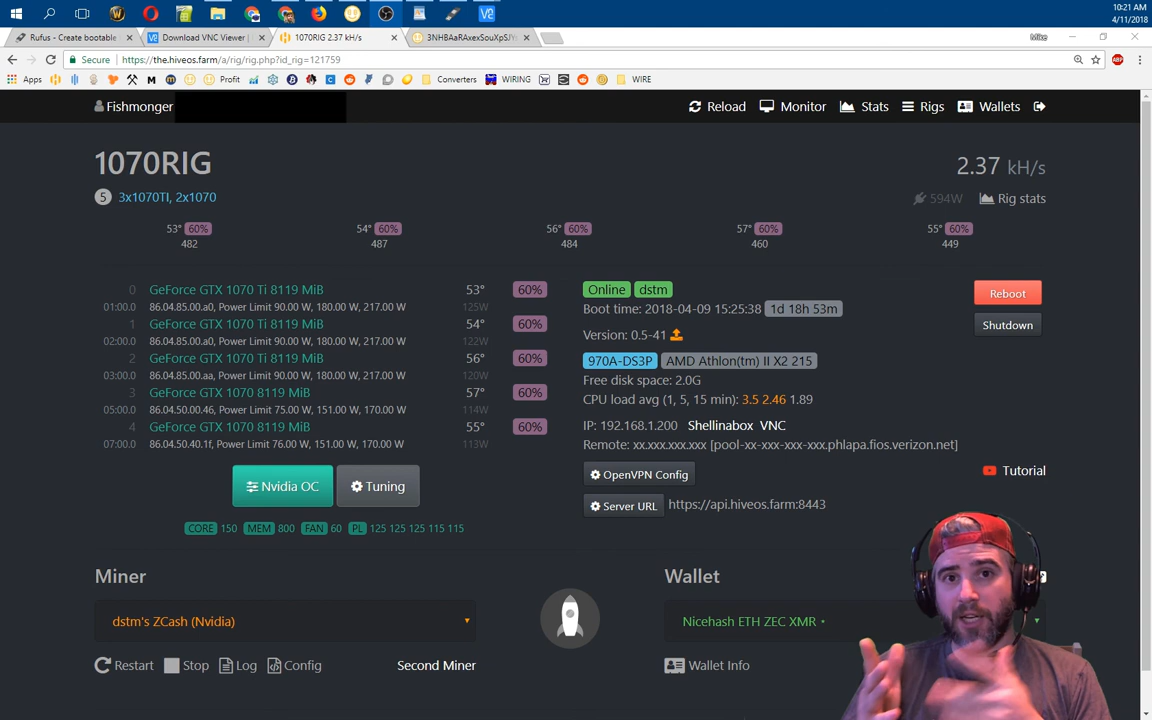 10:21 AM
4/11/2018
Rufus - Create bootable
Download VNC Viewer |
1070RIG 2.37 kH/s
Mike
Secure | https://the.hiveos.farm/a/rig/rig.php?id_rig=121759
Apps Profit Converters WIRING WIRE
Fishmonger Reload Monitor Stats Rigs Wallets
1070RIG 2.37 kH/s
5 3x1070TI, 2x1070 594W Rig stats
53° 60% 54° 60% 56° 60% 57° 60% 55° 60%
482 487 484 460 449
0 GeForce GTX 1070 Ti 8119 MiB 53° 60%
01:00.0 86.04.85.00.a0, Power Limit 90.00 W, 180.00 W, 217.00 W 125W
1 GeForce GTX 1070 Ti 8119 MiB 54° 60%
02:00.0 86.04.85.00.a0, Power Limit 90.00 W, 180.00 W, 217.00 W 122W
2 GeForce GTX 1070 Ti 8119 MiB 56° 60%
03:00.0 86.04.85.00.aa, Power Limit 90.00 W, 180.00 W, 217.00 W 120W
3 GeForce GTX 1070 8119 MiB 57° 60%
05:00.0 86.04.50.00.46, Power Limit 75.00 W, 151.00 W, 170.00 W 114W
4 GeForce GTX 1070 8119 MiB 55° 60%
07:00.0 86.04.50.40.1f, Power Limit 76.00 W, 151.00 W, 170.00 W 113W
Nvidia OC Tuning
CORE 150 MEM 800 FAN 60 PL 125 125 125 115 115
Online dstm
Boot time: 2018-04-09 15:25:38 1d 18h 53m
Version: 0.5-41
970A-DS3P AMD Athlon(tm) II X2 215
Free disk space: 2.0G
CPU load avg (1, 5, 15 min): 3.5 2.46 1.89
IP: 192.168.1.200 Shellinabox VNC
Remote: xx.xxx.xxx.xxx [pool-xx-xxx-xxx-xxx.phlapa.fios.verizon.net]
OpenVPN Config
Server URL https://api.hiveos.farm:8443
Reboot
Shutdown
Tutorial
Miner
dstm's ZCash (Nvidia)
Restart Stop Log Config Second Miner
Wallet
Nicehash ETH ZEC XMR
Wallet Info